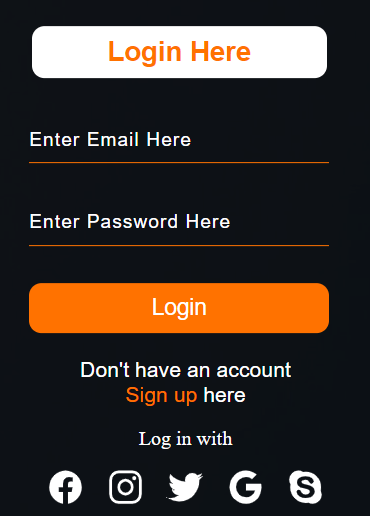 Login Here
Enter Email Here
Enter Password Here
Login
Don't have an account
Sign up here
Log in with